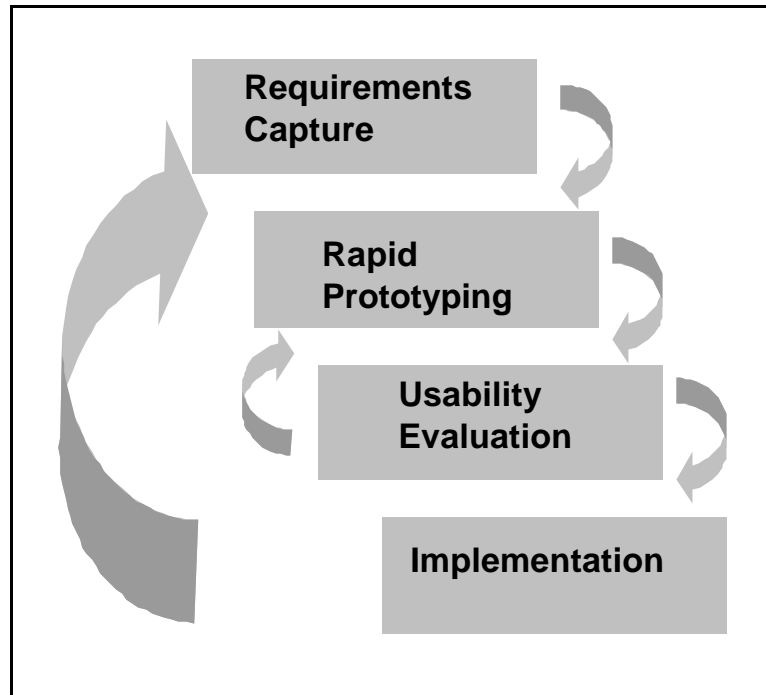 Requirements
Capture
Rapid
Prototyping
Usability
Evaluation
Implementation